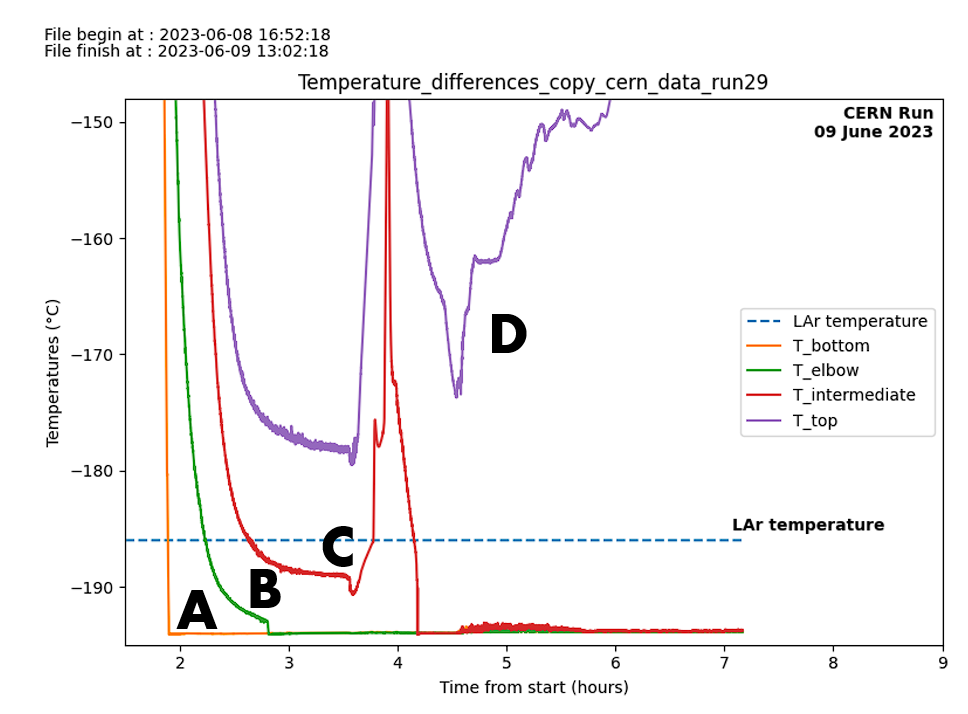 File begin at : 2023-06-08 16:52:18
File finish at : 2023-06-09 13:02:18
Temperature_differences_copy_cern_data_run29
CERN Run
09 June 2023
−150
−160
−170
−180
−190
Temperatures (°C)
D
LAr temperature
T_bottom
T_elbow
T_intermediate
T_top
LAr temperature
C
B
A
2 3 4 5 6 7 8 9
Time from start (hours)